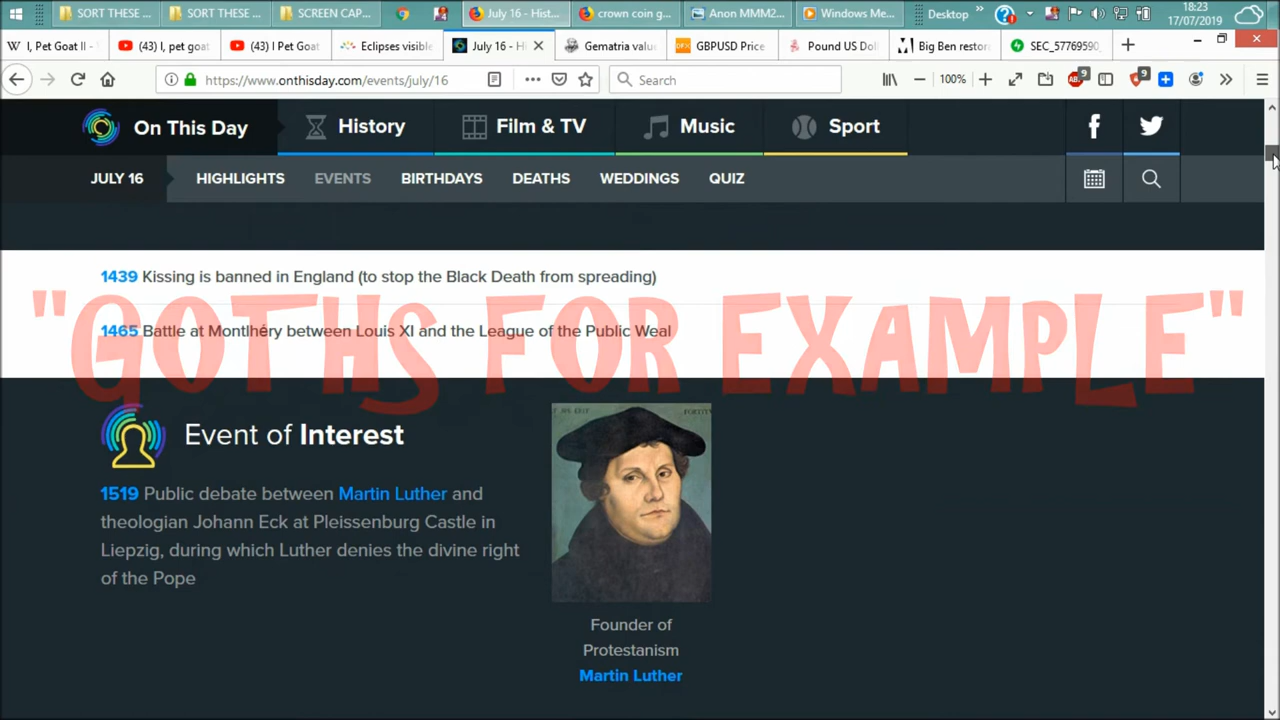 SORT THESE ...
SORT THESE ...
SCREEN CAP...
July 16 - Hist...
crown coin g...
Anon MMM2...
Windows Me...
Desktop
»
18:23
17/07/2019
I, Pet Goat II -
(43) I, pet goat
(43) I Pet Goat
Eclipses visible
July 16 - Hi
Gematria valu
GBPUSD Price
Pound US Doll
Big Ben restor
SEC_57769590
https://www.onthisday.com/events/july/16
Search
100%
9
9
On This Day
History
Film & TV
Music
Sport
JULY 16
HIGHLIGHTS
EVENTS
BIRTHDAYS
DEATHS
WEDDINGS
QUIZ
1439 Kissing is banned in England (to stop the Black Death from spreading)
"GOTHS FOR EXAMPLE"
1465 Battle at Montlhéry between Louis XI and the League of the Public Weal
Event of Interest
1519 Public debate between Martin Luther and
theologian Johann Eck at Pleissenburg Castle in
Liepzig, during which Luther denies the divine right
of the Pope
Founder of
Protestanism
Martin Luther